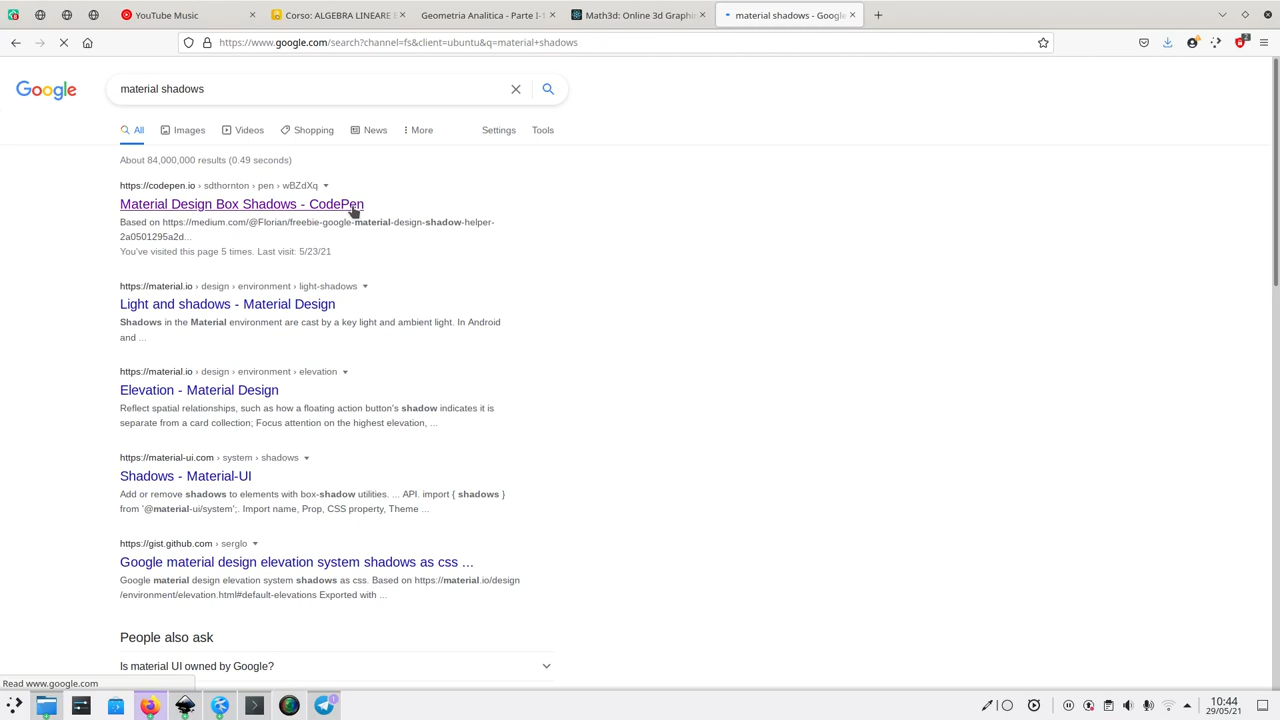 YouTube Music
Corso: ALGEBRA LINEARE E
Geometria Analitica - Parte I-1
Math3d: Online 3d Graphin
material shadows - Google
https://www.google.com/search?channel=fs&client=ubuntu&q=material+shadows
2
Google
material shadows
All
Images
Videos
Shopping
News
More
Settings
Tools
About 84,000,000 results (0.49 seconds)
https://codepen.io › sdthornton › pen › wBZdXq
Material Design Box Shadows - CodePen
Based on https://medium.com/@Florian/freebie-google-material-design-shadow-helper-
2a0501295a2d...
You've visited this page 5 times. Last visit: 5/23/21
https://material.io › design › environment › light-shadows
Light and shadows - Material Design
Shadows in the Material environment are cast by a key light and ambient light. In Android
and ...
https://material.io › design › environment › elevation
Elevation - Material Design
Reflect spatial relationships, such as how a floating action button's shadow indicates it is
separate from a card collection; Focus attention on the highest elevation, ...
https://material-ui.com › system › shadows
Shadows - Material-UI
Add or remove shadows to elements with box-shadow utilities. ... API. import { shadows }
from '@material-ui/system';. Import name, Prop, CSS property, Theme ...
https://gist.github.com › serglo
Google material design elevation system shadows as css ...
Google material design elevation system shadows as css. Based on https://material.io/design
/environment/elevation.html#default-elevations Exported with ...
People also ask
Is material UI owned by Google?
Read www.google.com
10:44
29/05/21